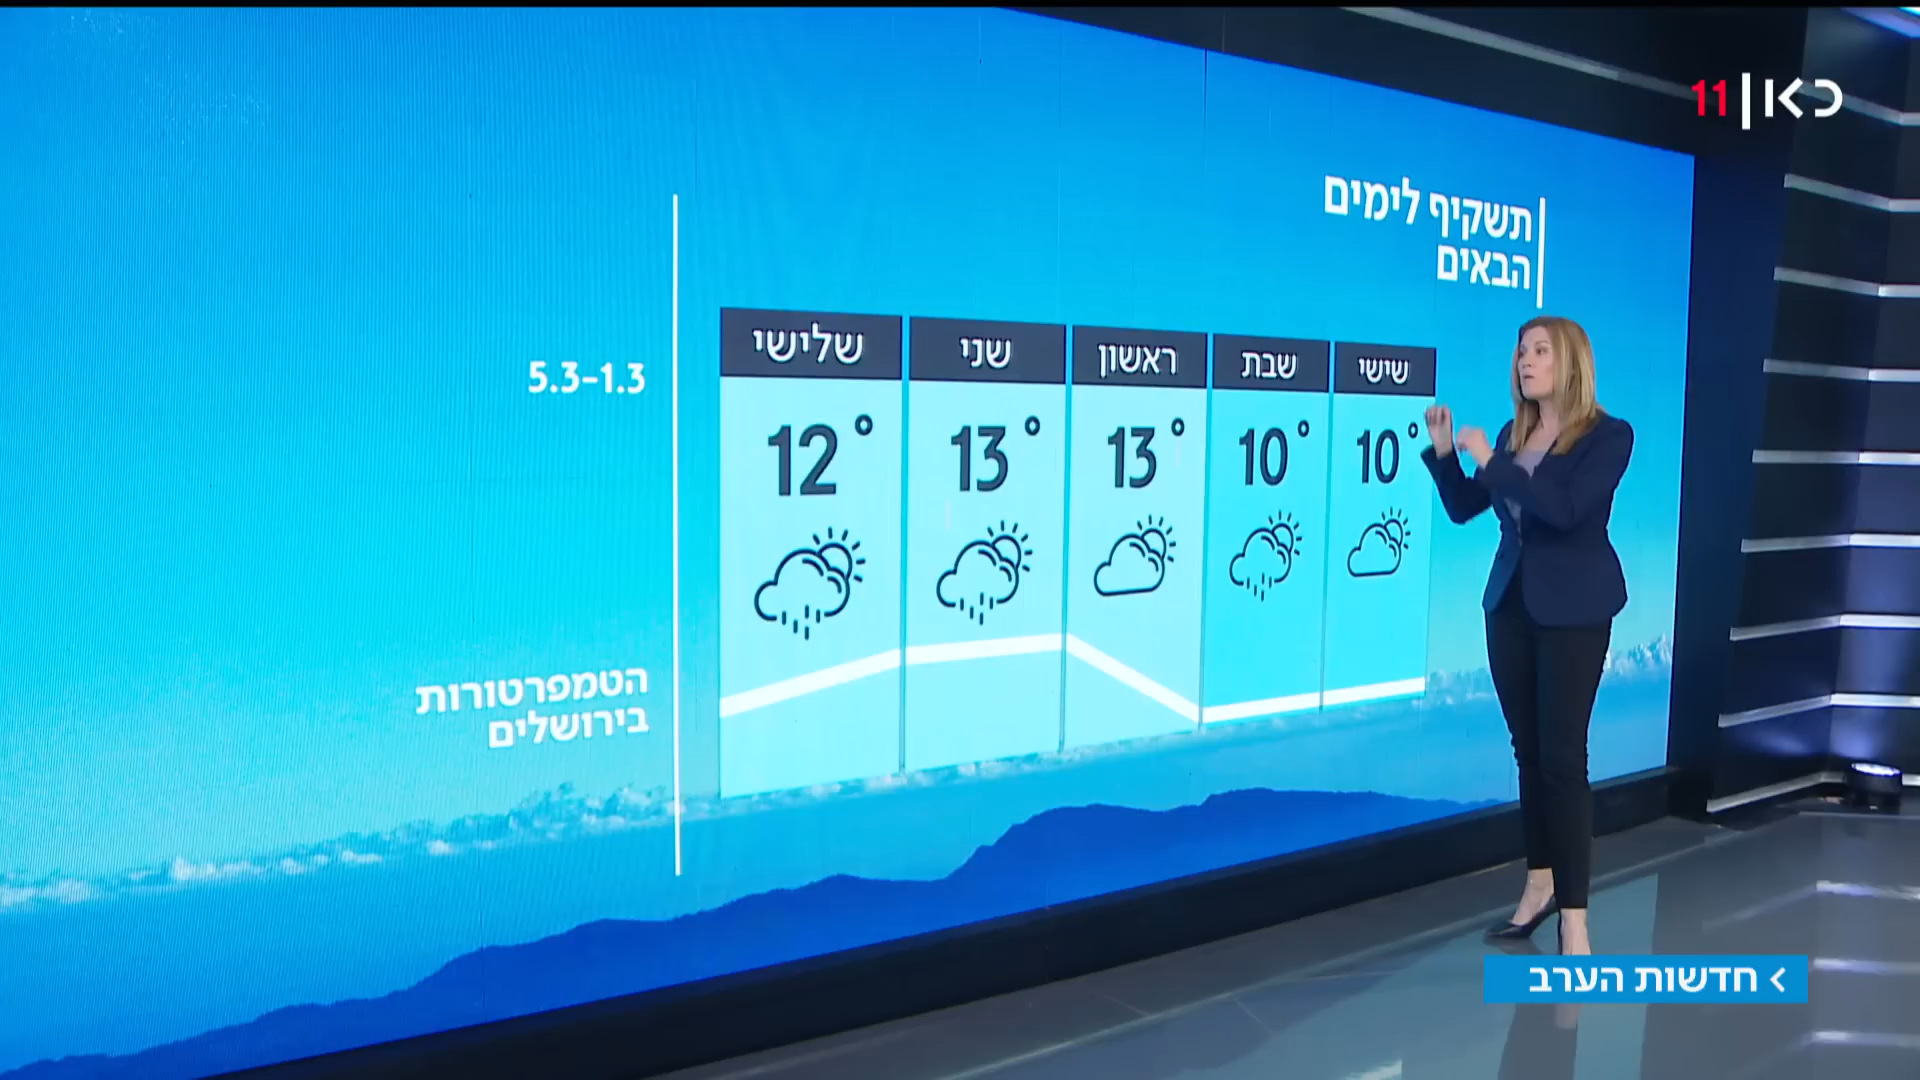 כאן | 11
תשקיף לימים
הבאים
שישי
שבת
ראשון
שני
שלישי
10°
10°
13°
13°
12°
5.3-1.3
הטמפרטורות
בירושלים
חדשות הערב